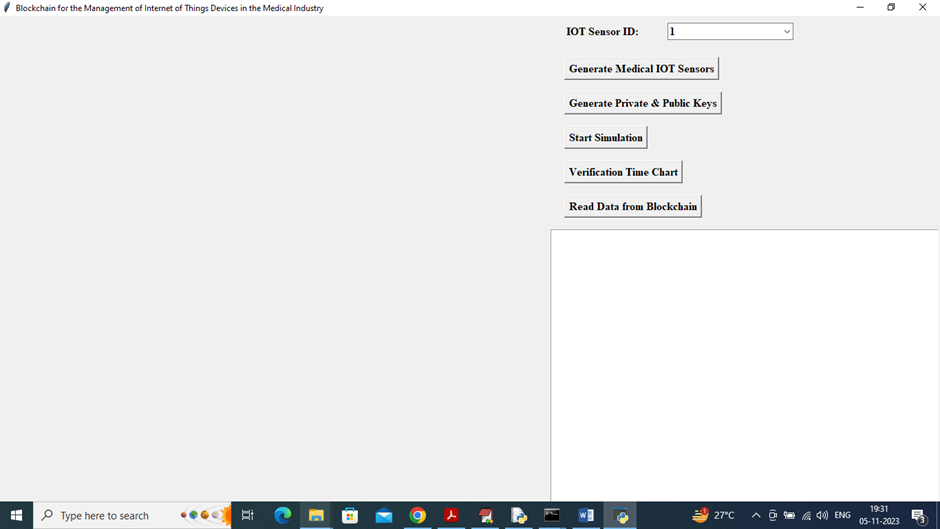 Blockchain for the Management of Internet of Things Devices in the Medical Industry
IOT Sensor ID: 1
Generate Medical IOT Sensors
Generate Private & Public Keys
Start Simulation
Verification Time Chart
Read Data from Blockchain
Type here to search
27°C
ENG
19:31
05-11-2023
3